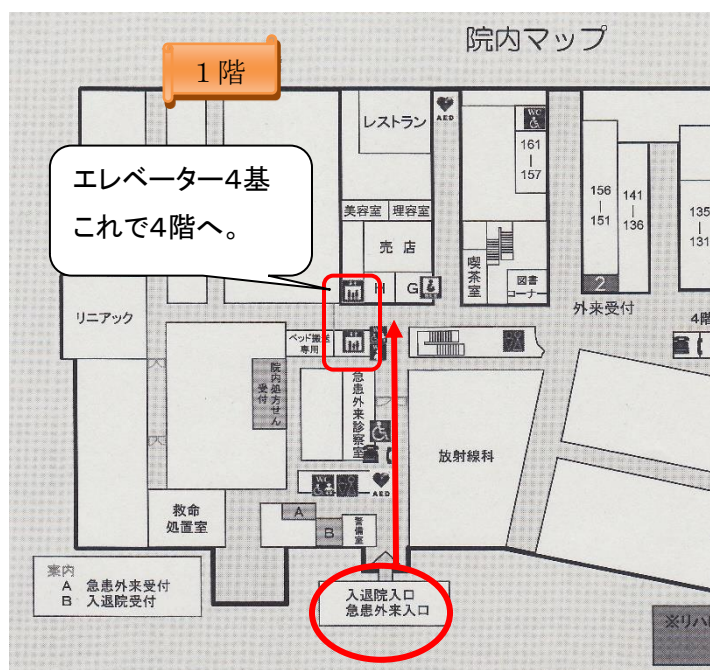 院内マップ
1階
エレベーター4基
これで4階へ。
レストラン
AED
WC
161
|
157
156
|
151
141
|
136
135
|
131
美容室
理容室
売店
喫茶室
図書
コーナー
H
G
2
外来受付
4階
リニアック
ベッド搬送
専用
院内処方せん
受付
急患外来診察室
放射線科
WC
AED
救命
処置室
A
B
警備室
案内
A 急患外来受付
B 入退院受付
入退院入口
急患外来入口
※リハ